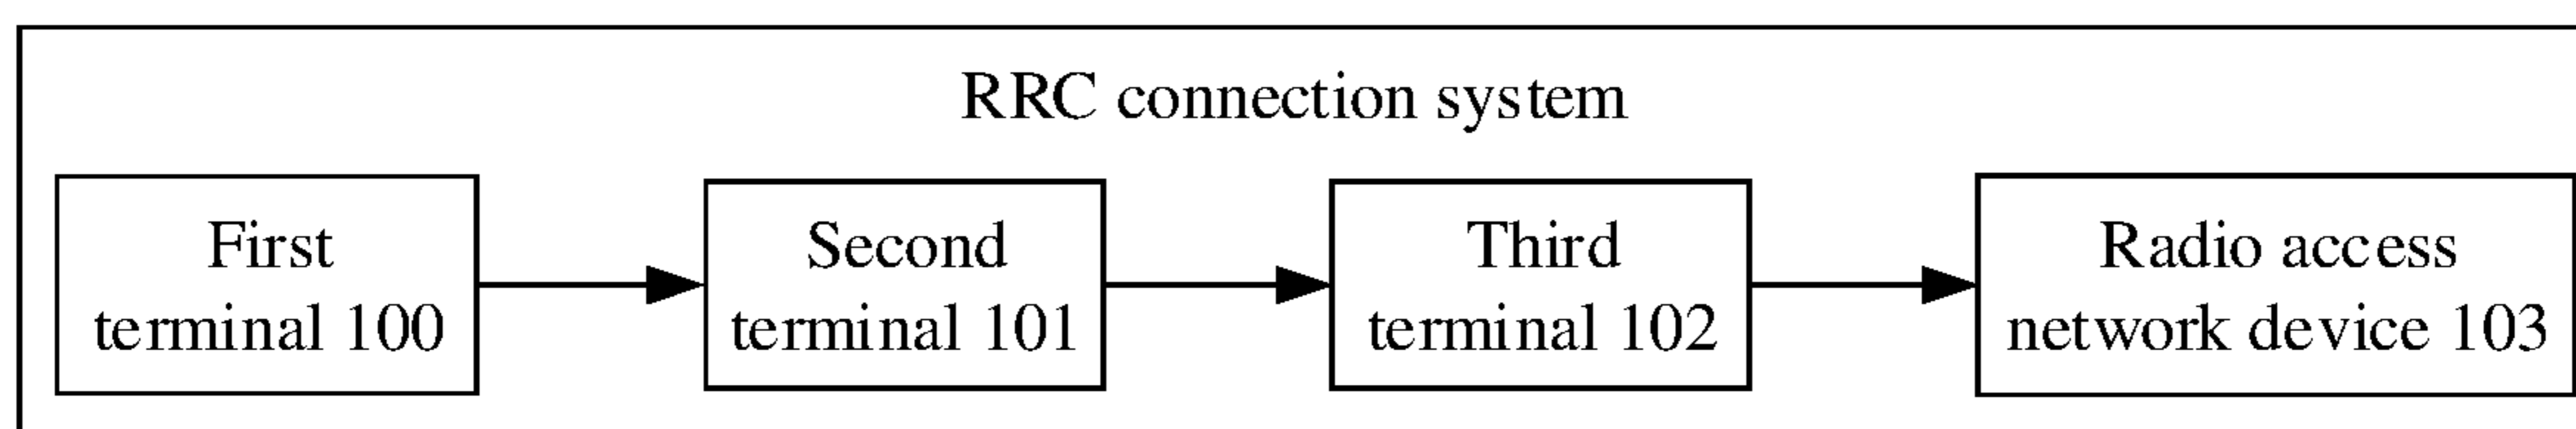 RRC connection system
First
terminal 100
Second
terminal 101
Third
terminal 102
Radio access
network device 103